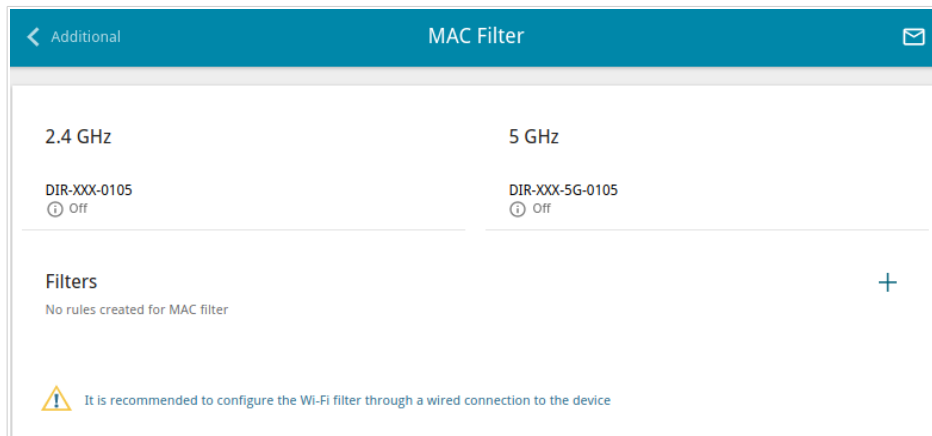 Additional
MAC Filter
2.4 GHz
5 GHz
DIR-XXX-0105
Off
DIR-XXX-5G-0105
Off
Filters
No rules created for MAC filter
It is recommended to configure the Wi-Fi filter through a wired connection to the device